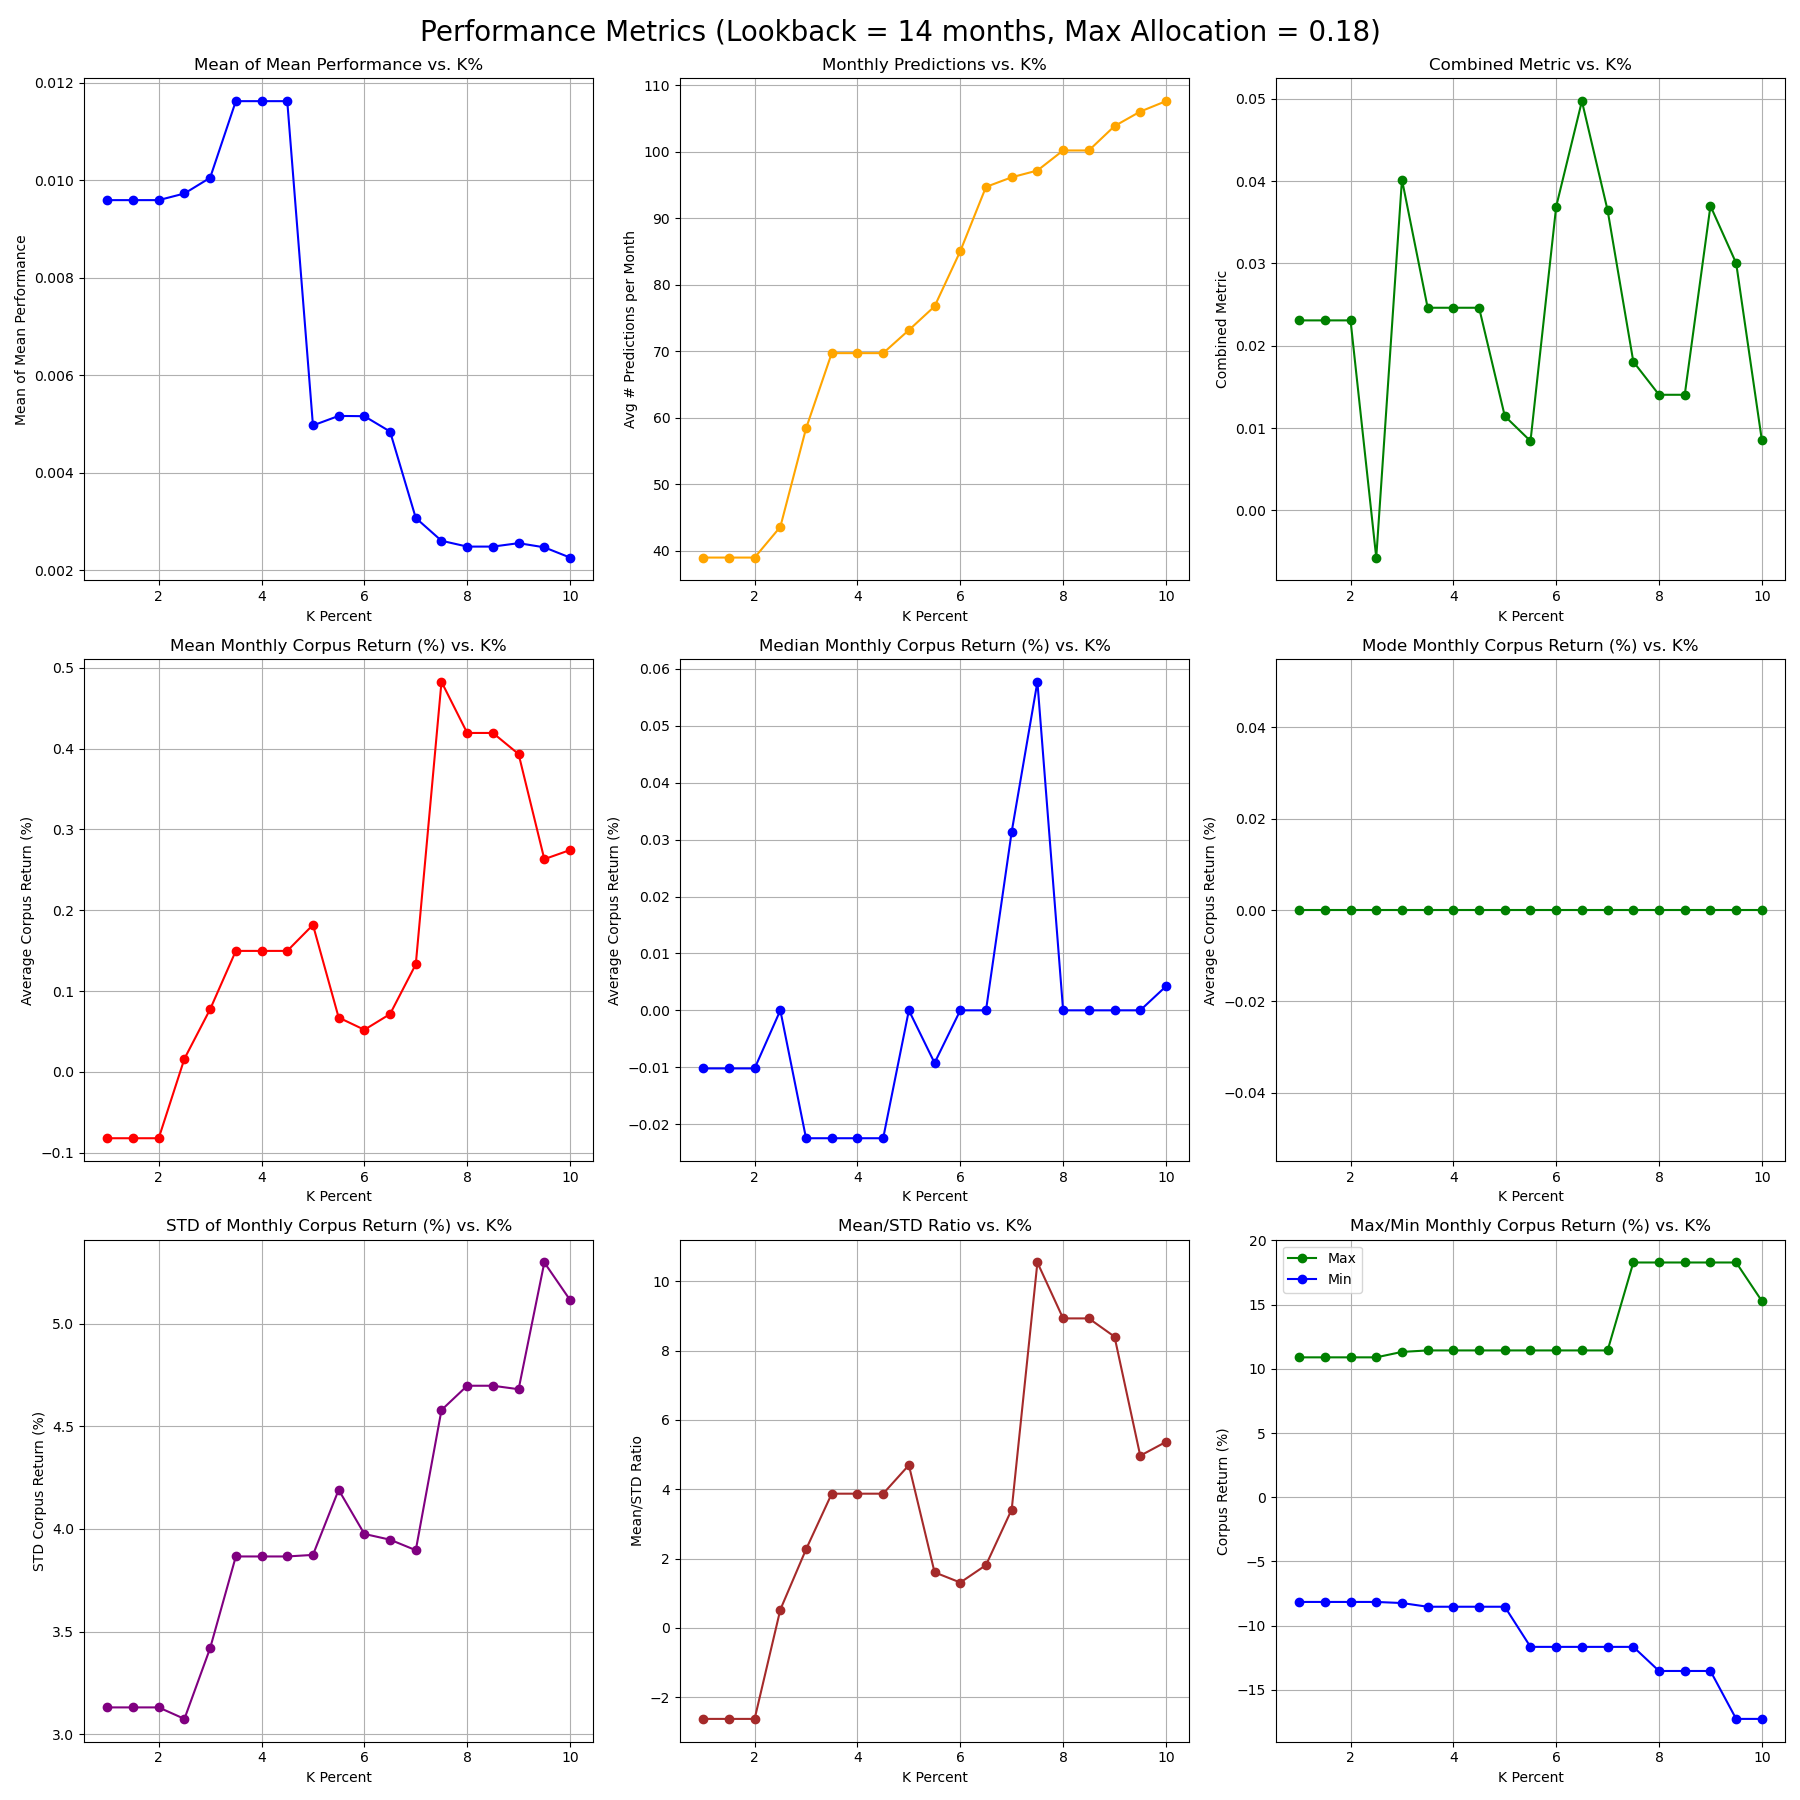 Performance Metrics (Lookback = 14 months, Max Allocation = 0.18)
Mean of Mean Performance vs. K%
0.012
0.010
0.008
0.006
0.004
0.002
Mean of Mean Performance
2 4 6 8 10
K Percent
Monthly Predictions vs. K%
110
100
90
80
70
60
50
40
Avg # Predictions per Month
2 4 6 8 10
K Percent
Combined Metric vs. K%
0.05
0.04
0.03
0.02
0.01
0.00
Combined Metric
2 4 6 8 10
K Percent
Mean Monthly Corpus Return (%) vs. K%
0.5
0.4
0.3
0.2
0.1
0.0
−0.1
Average Corpus Return (%)
2 4 6 8 10
K Percent
Median Monthly Corpus Return (%) vs. K%
0.06
0.05
0.04
0.03
0.02
0.01
0.00
−0.01
−0.02
Average Corpus Return (%)
2 4 6 8 10
K Percent
Mode Monthly Corpus Return (%) vs. K%
0.04
0.02
0.00
−0.02
−0.04
Average Corpus Return (%)
2 4 6 8 10
K Percent
STD of Monthly Corpus Return (%) vs. K%
5.0
4.5
4.0
3.5
3.0
STD Corpus Return (%)
2 4 6 8 10
K Percent
Mean/STD Ratio vs. K%
10
8
6
4
2
0
−2
Mean/STD Ratio
2 4 6 8 10
K Percent
Max/Min Monthly Corpus Return (%) vs. K%
Max
Min
20
15
10
5
0
−5
−10
−15
Corpus Return (%)
2 4 6 8 10
K Percent